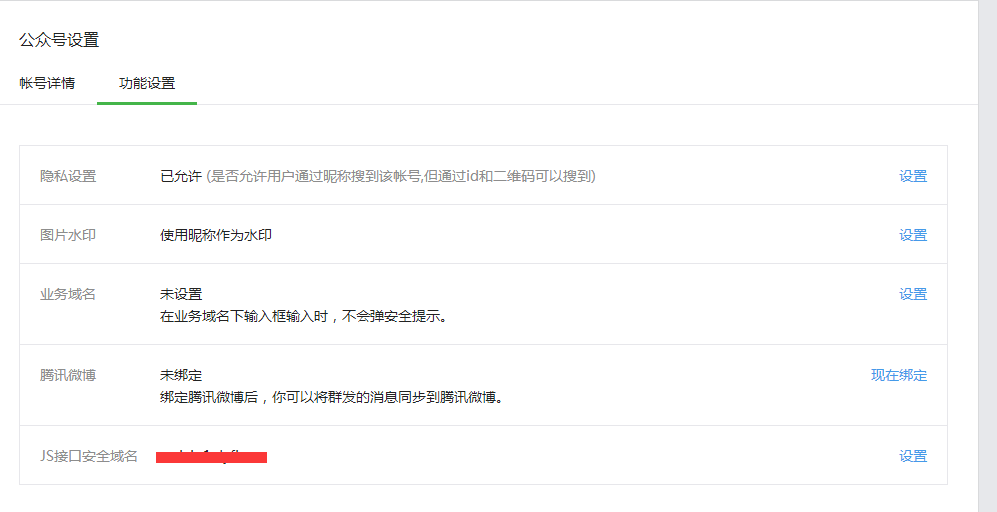 公众号设置
帐号详情 功能设置
隐私设置 已允许 (是否允许用户通过昵称搜到该帐号,但通过id和二维码可以搜到) 设置
图片水印 使用昵称作为水印 设置
业务域名 未设置 设置
在业务域名下输入框输入时，不会弹安全提示。
腾讯微博 未绑定 现在绑定
绑定腾讯微博后，你可以将群发的消息同步到腾讯微博。
JS接口安全域名 设置